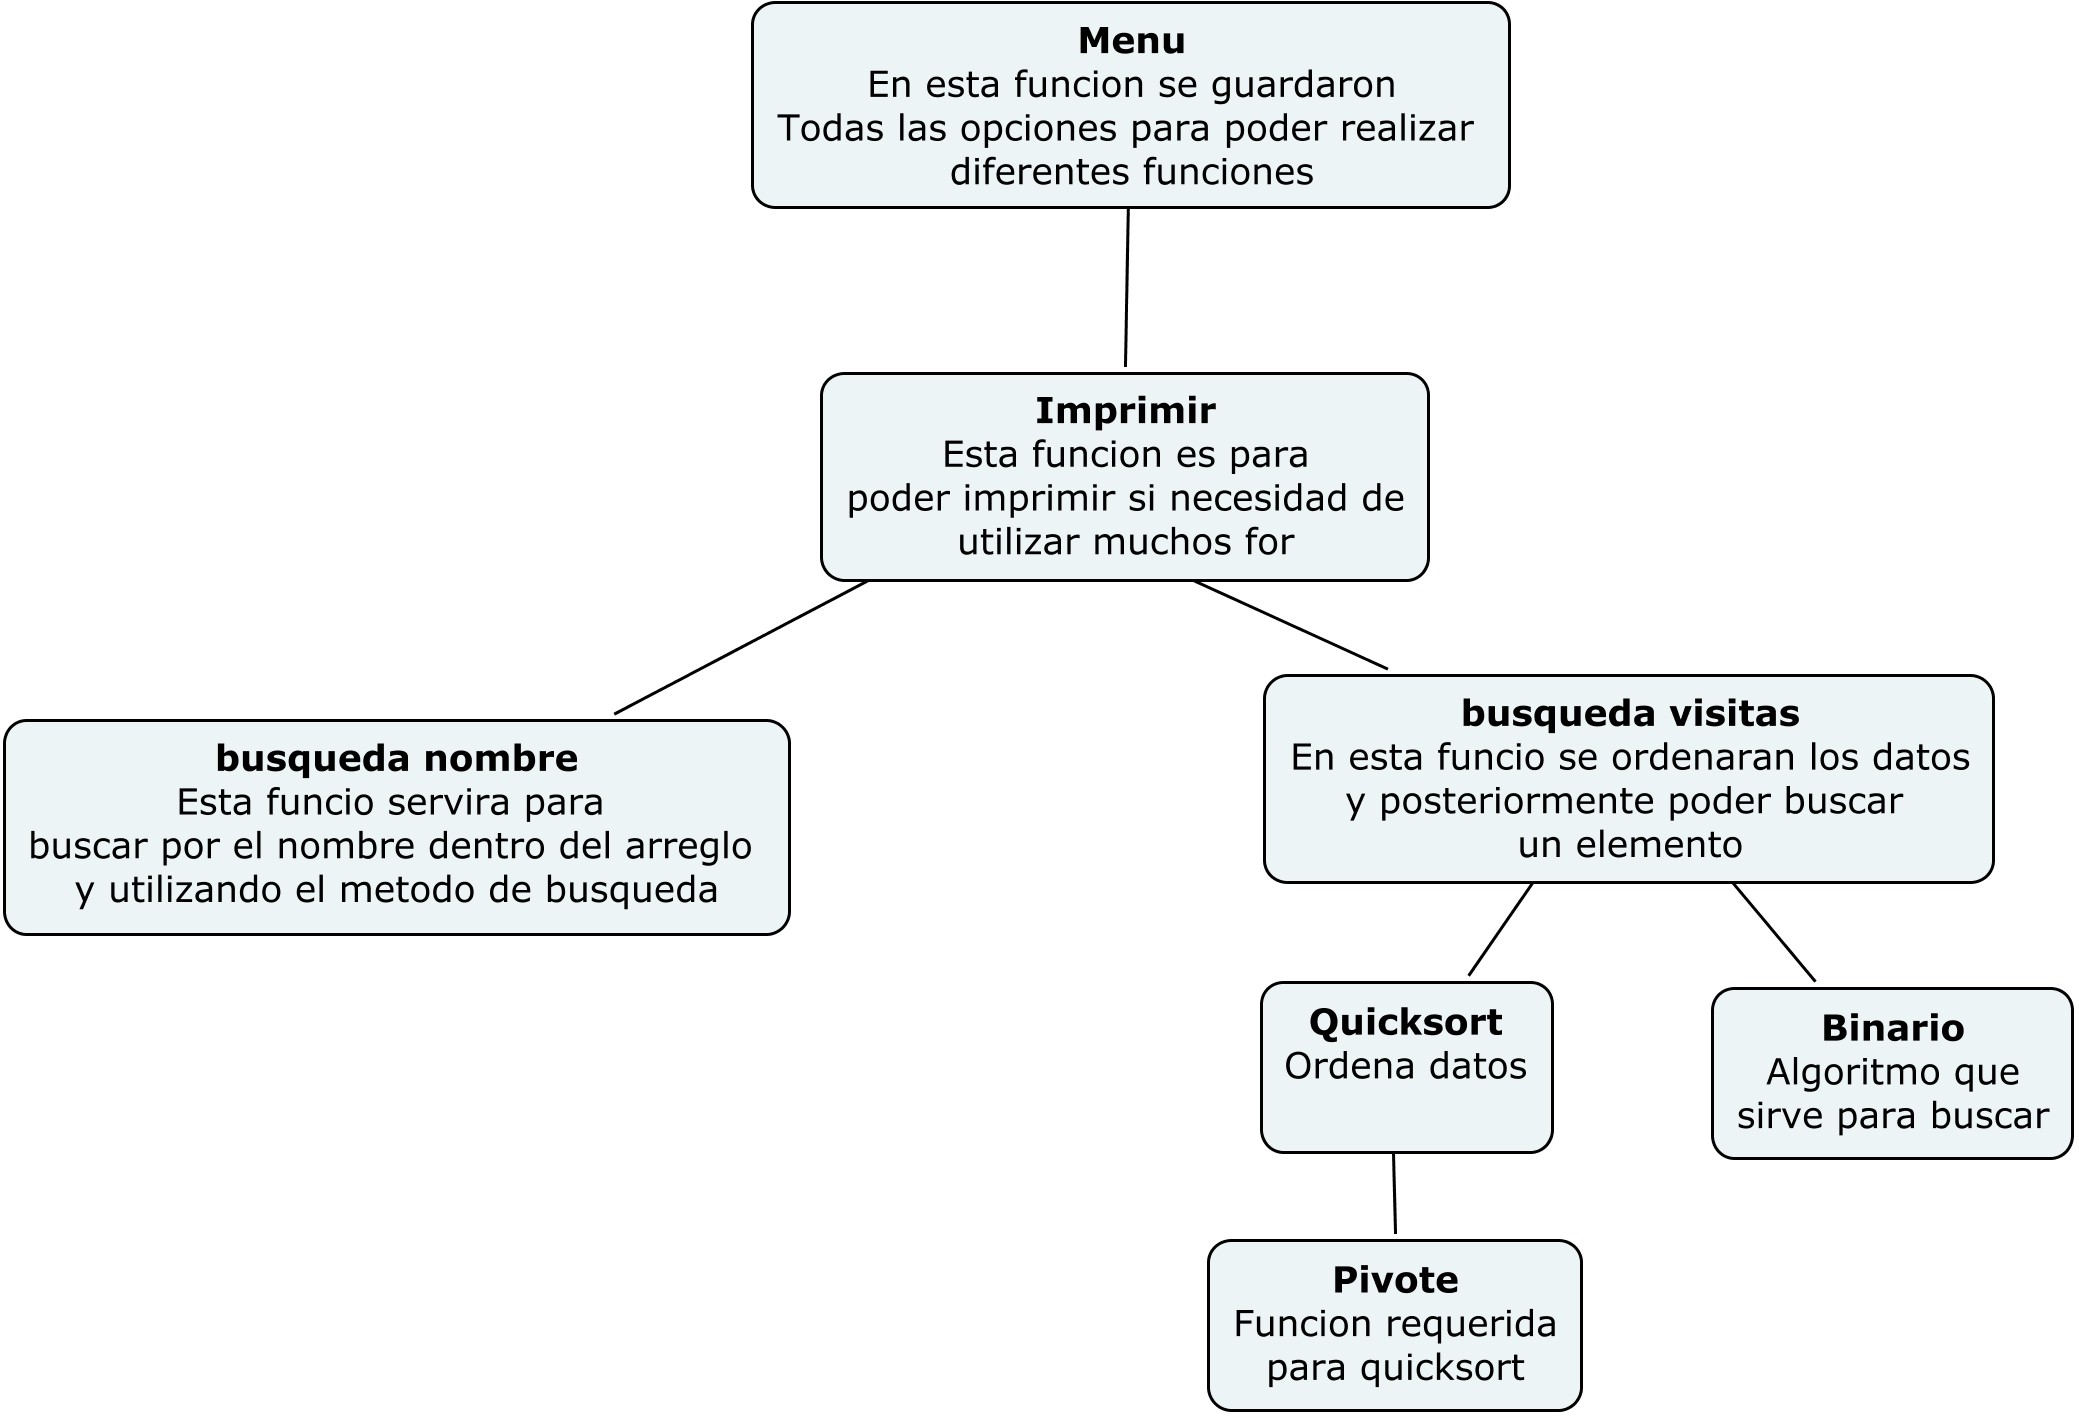 Menu
En esta funcion se guardaron
Todas las opciones para poder realizar
diferentes funciones
Imprimir
Esta funcion es para
poder imprimir si necesidad de
utilizar muchos for
busqueda nombre
Esta funcio servira para
buscar por el nombre dentro del arreglo
y utilizando el metodo de busqueda
busqueda visitas
En esta funcio se ordenaran los datos
y posteriormente poder buscar
un elemento
Quicksort
Ordena datos
Binario
Algoritmo que
sirve para buscar
Pivote
Funcion requerida
para quicksort